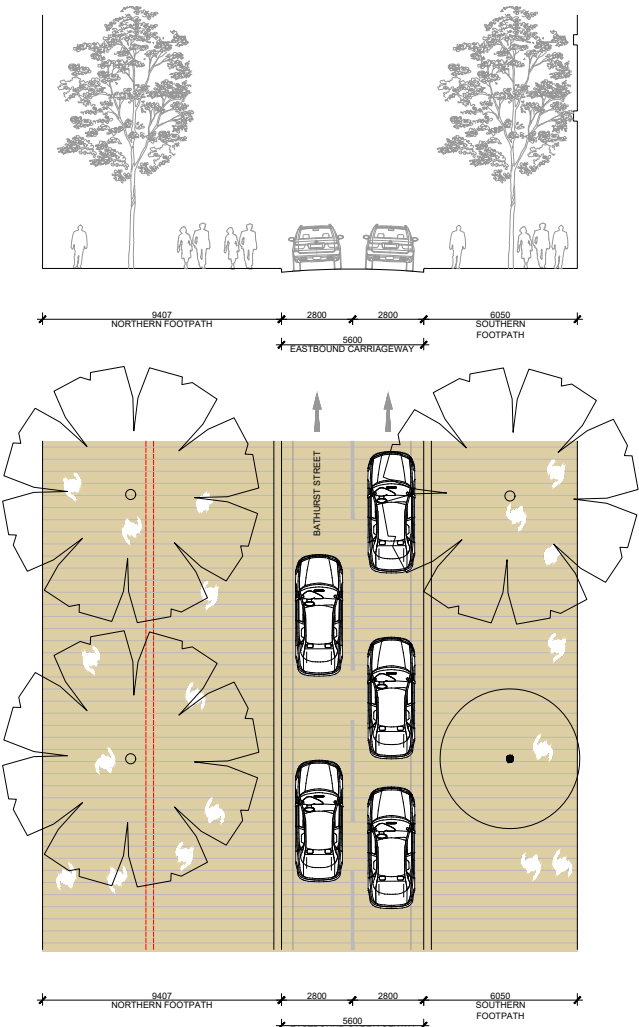 9407 2800 2800 6050
NORTHERN FOOTPATH SOUTHERN
FOOTPATH
5600
EASTBOUND CARRIAGEWAY
BATHURST STREET
9407 2800 2800 6050
NORTHERN FOOTPATH SOUTHERN
FOOTPATH
5600